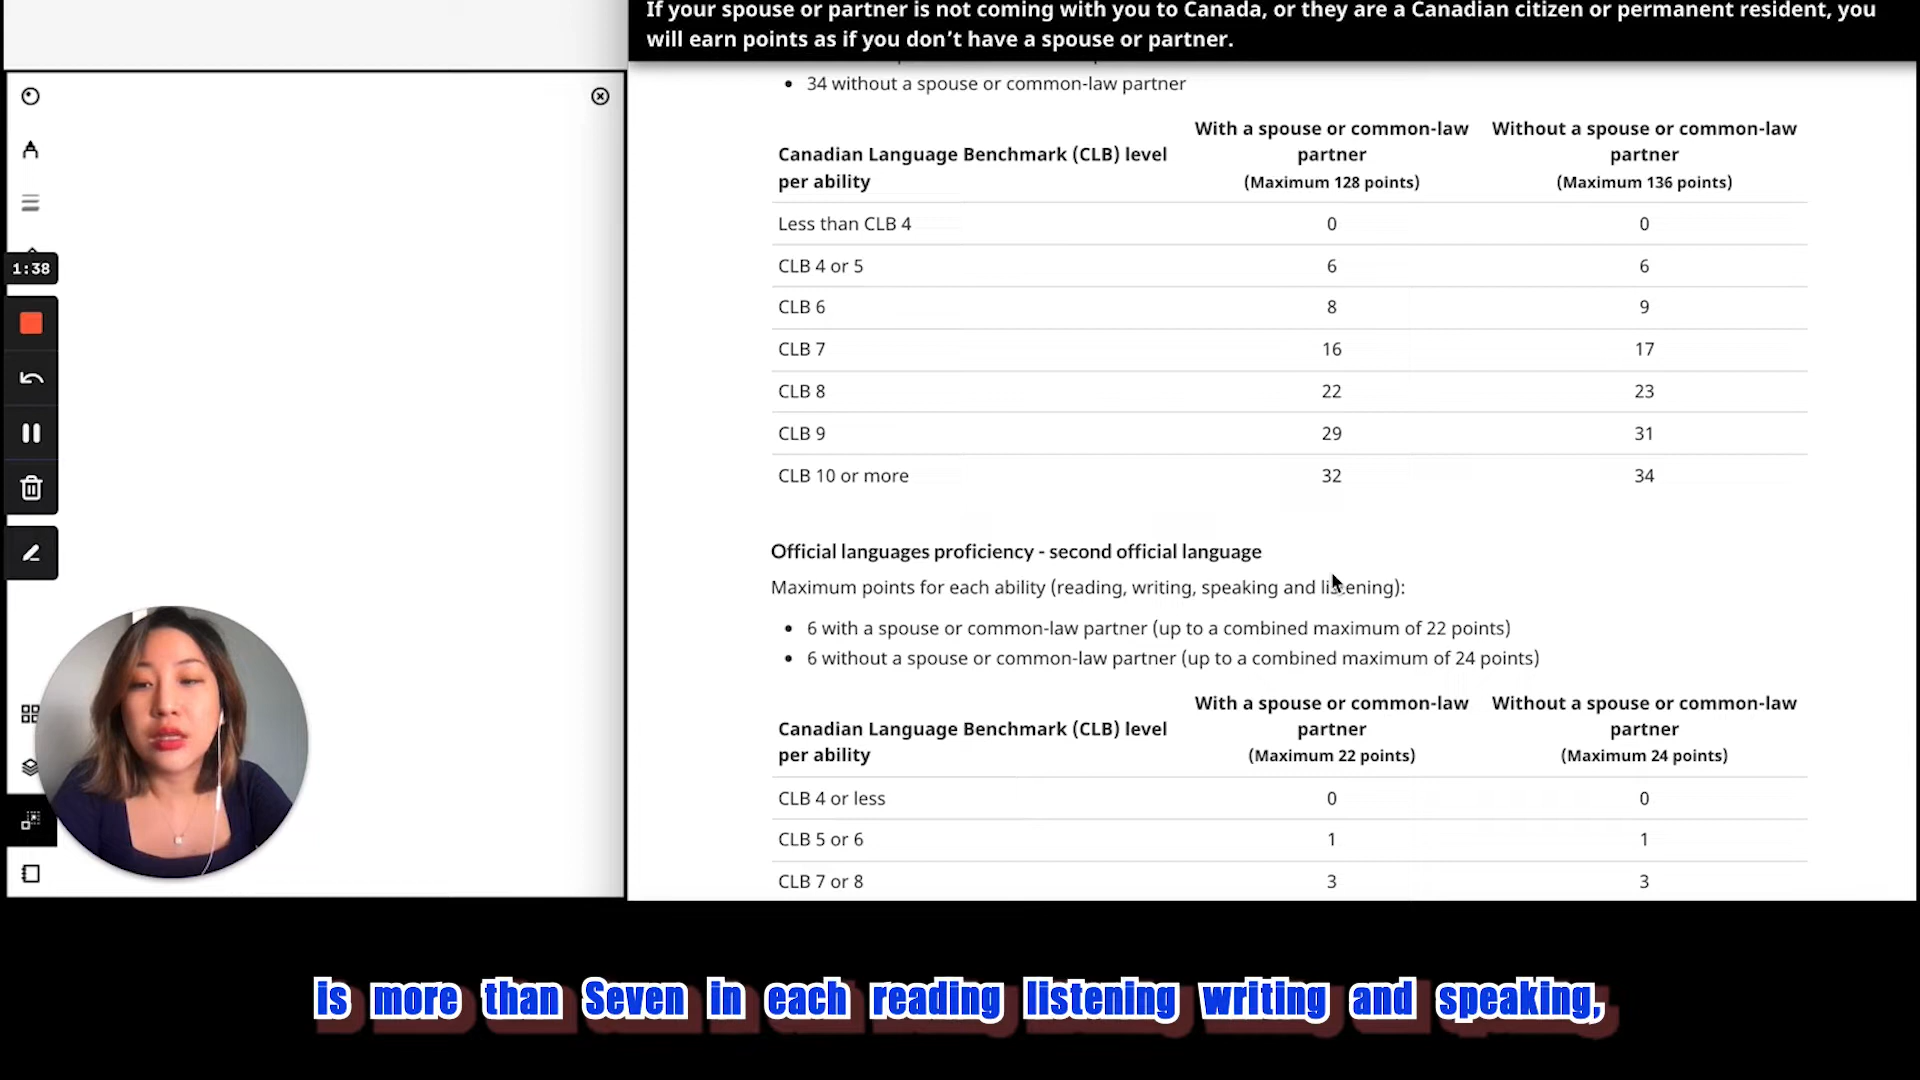 If your spouse or partner is not coming with you to Canada, or they are a Canadian citizen or permanent resident, you
will earn points as if you don’t have a spouse or partner.
34 without a spouse or common-law partner
Canadian Language Benchmark (CLB) level per ability | With a spouse or common-law partner (Maximum 128 points) | Without a spouse or common-law partner (Maximum 136 points)
Less than CLB 4 0 0
CLB 4 or 5 6 6
CLB 6 8 9
CLB 7 16 17
CLB 8 22 23
CLB 9 29 31
CLB 10 or more 32 34
Official languages proficiency - second official language
Maximum points for each ability (reading, writing, speaking and listening):
6 with a spouse or common-law partner (up to a combined maximum of 22 points)
6 without a spouse or common-law partner (up to a combined maximum of 24 points)
Canadian Language Benchmark (CLB) level per ability | With a spouse or common-law partner (Maximum 22 points) | Without a spouse or common-law partner (Maximum 24 points)
CLB 4 or less 0 0
CLB 5 or 6 1 1
CLB 7 or 8 3 3
1:38
is more than Seven in each reading listening writing and speaking,